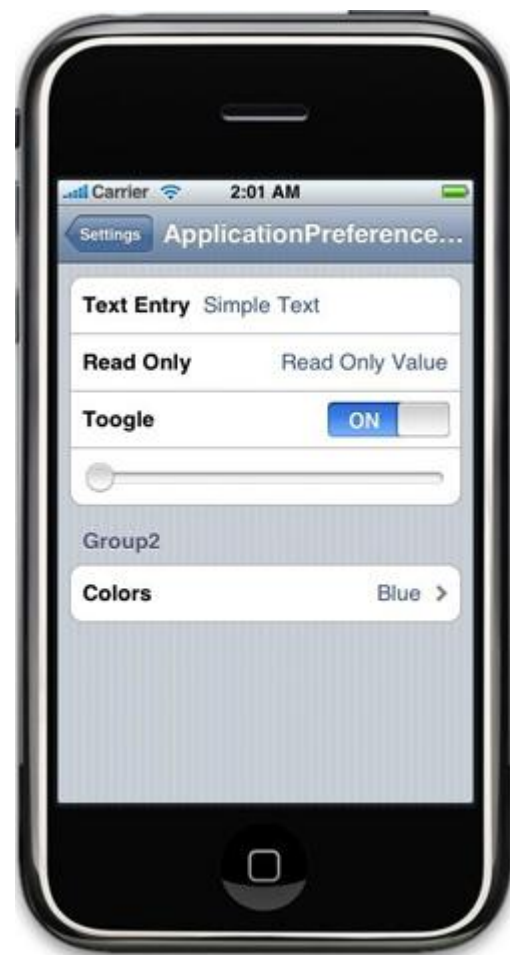 Carrier 2:01 AM
Settings ApplicationPreference...
Text Entry Simple Text
Read Only Read Only Value
Toogle ON
Group2
Colors Blue